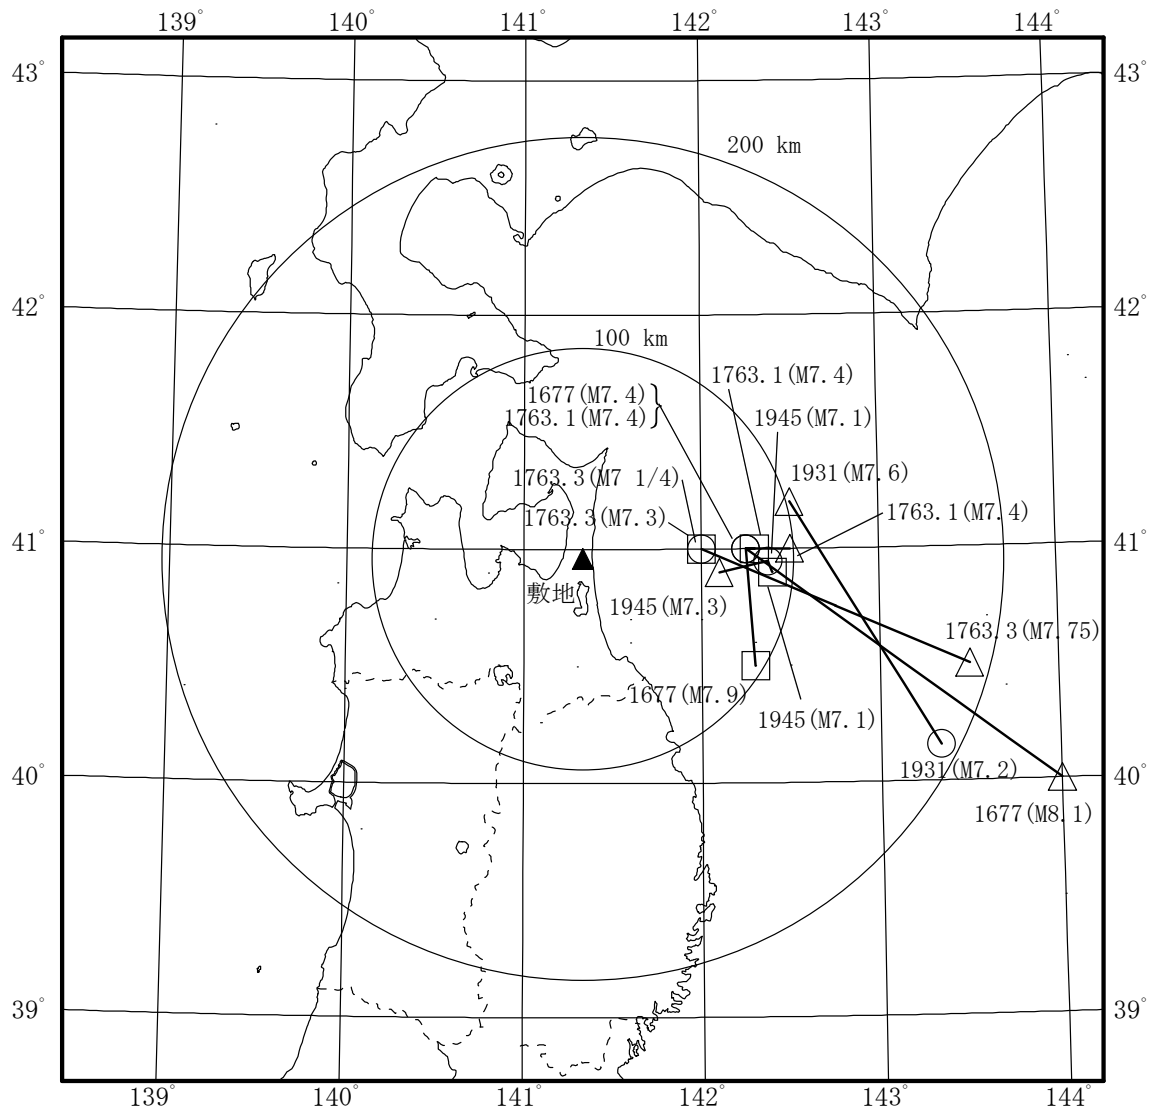 139° 140° 141° 142° 143° 144°
43° 43°
200 km
42° 42°
100 km
1763.1(M7.4)
1677(M7.4)
1763.1(M7.4)
1945(M7.1)
1763.3(M7 1/4)
1931(M7.6)
1763.3(M7.3)
1763.1(M7.4)
41° 41°
敷地
1945(M7.3)
1763.3(M7.75)
1677(M7.9)
1945(M7.1)
1931(M7.2)
40° 40°
1677(M8.1)
39° 39°
139° 140° 141° 142° 143° 144°